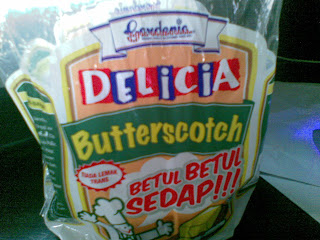 Gardenia
DELICIA
Butterscotch
TIADA LEMAK
TRANS
BETUL BETUL
SEDAP!!!